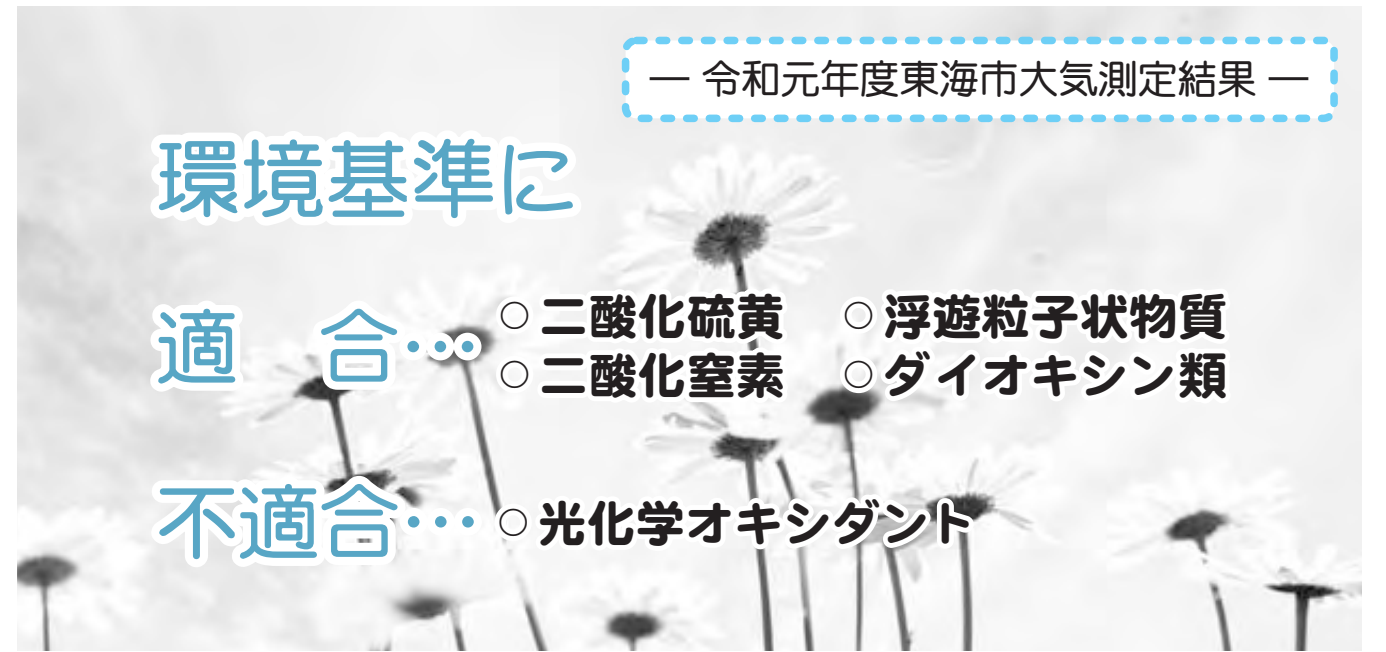 ― 令和元年度東海市大気測定結果 ―
環境基準に
適　合… ○二酸化硫黄　○浮遊粒子状物質
○二酸化窒素　○ダイオキシン類
不適合… ○光化学オキシダント